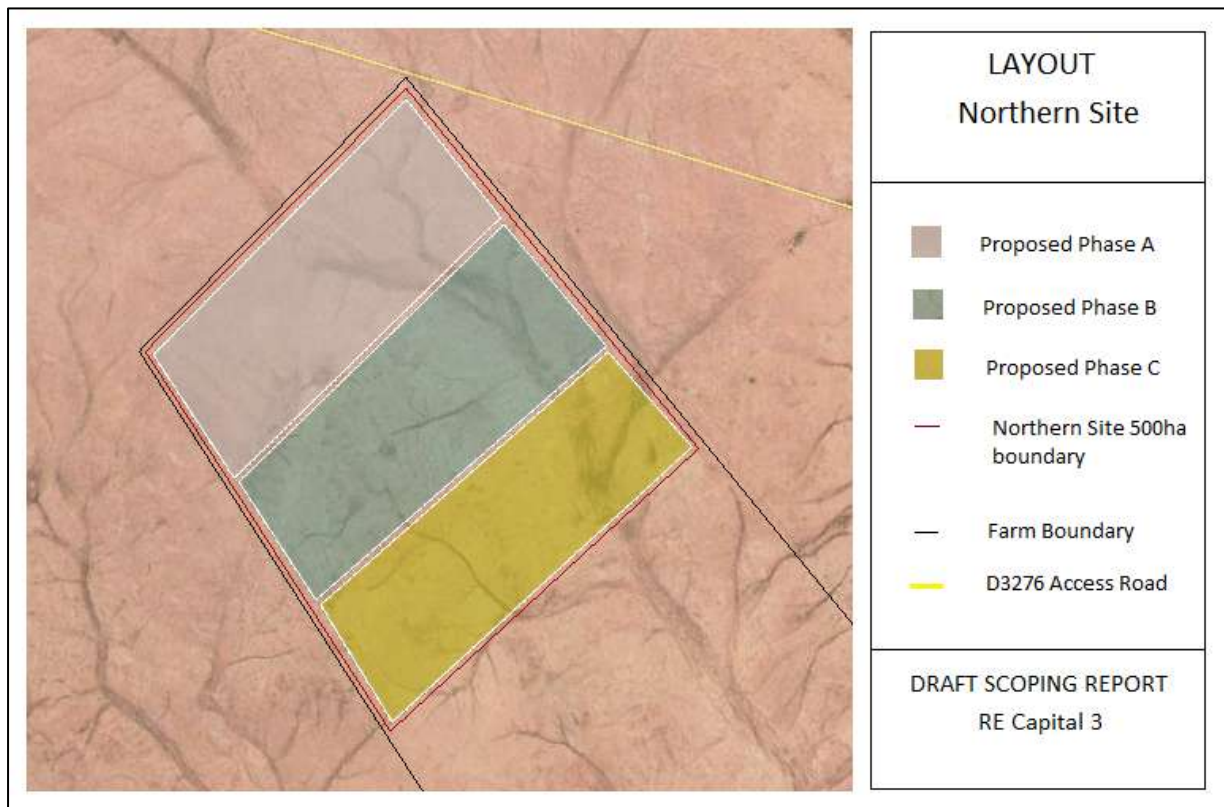 LAYOUT
Northern Site
Proposed Phase A
Proposed Phase B
Proposed Phase C
Northern Site 500ha
boundary
Farm Boundary
D3276 Access Road
DRAFT SCOPING REPORT
RE Capital 3